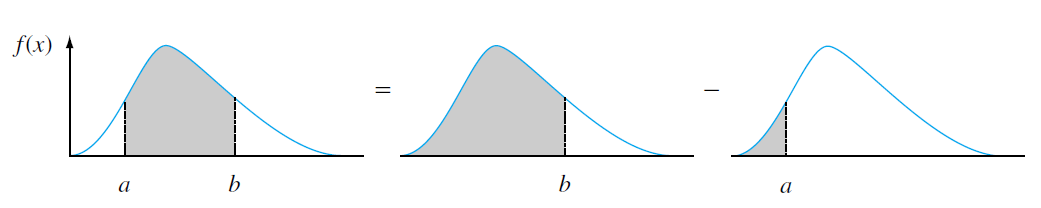 f(x)
= −
a b b a